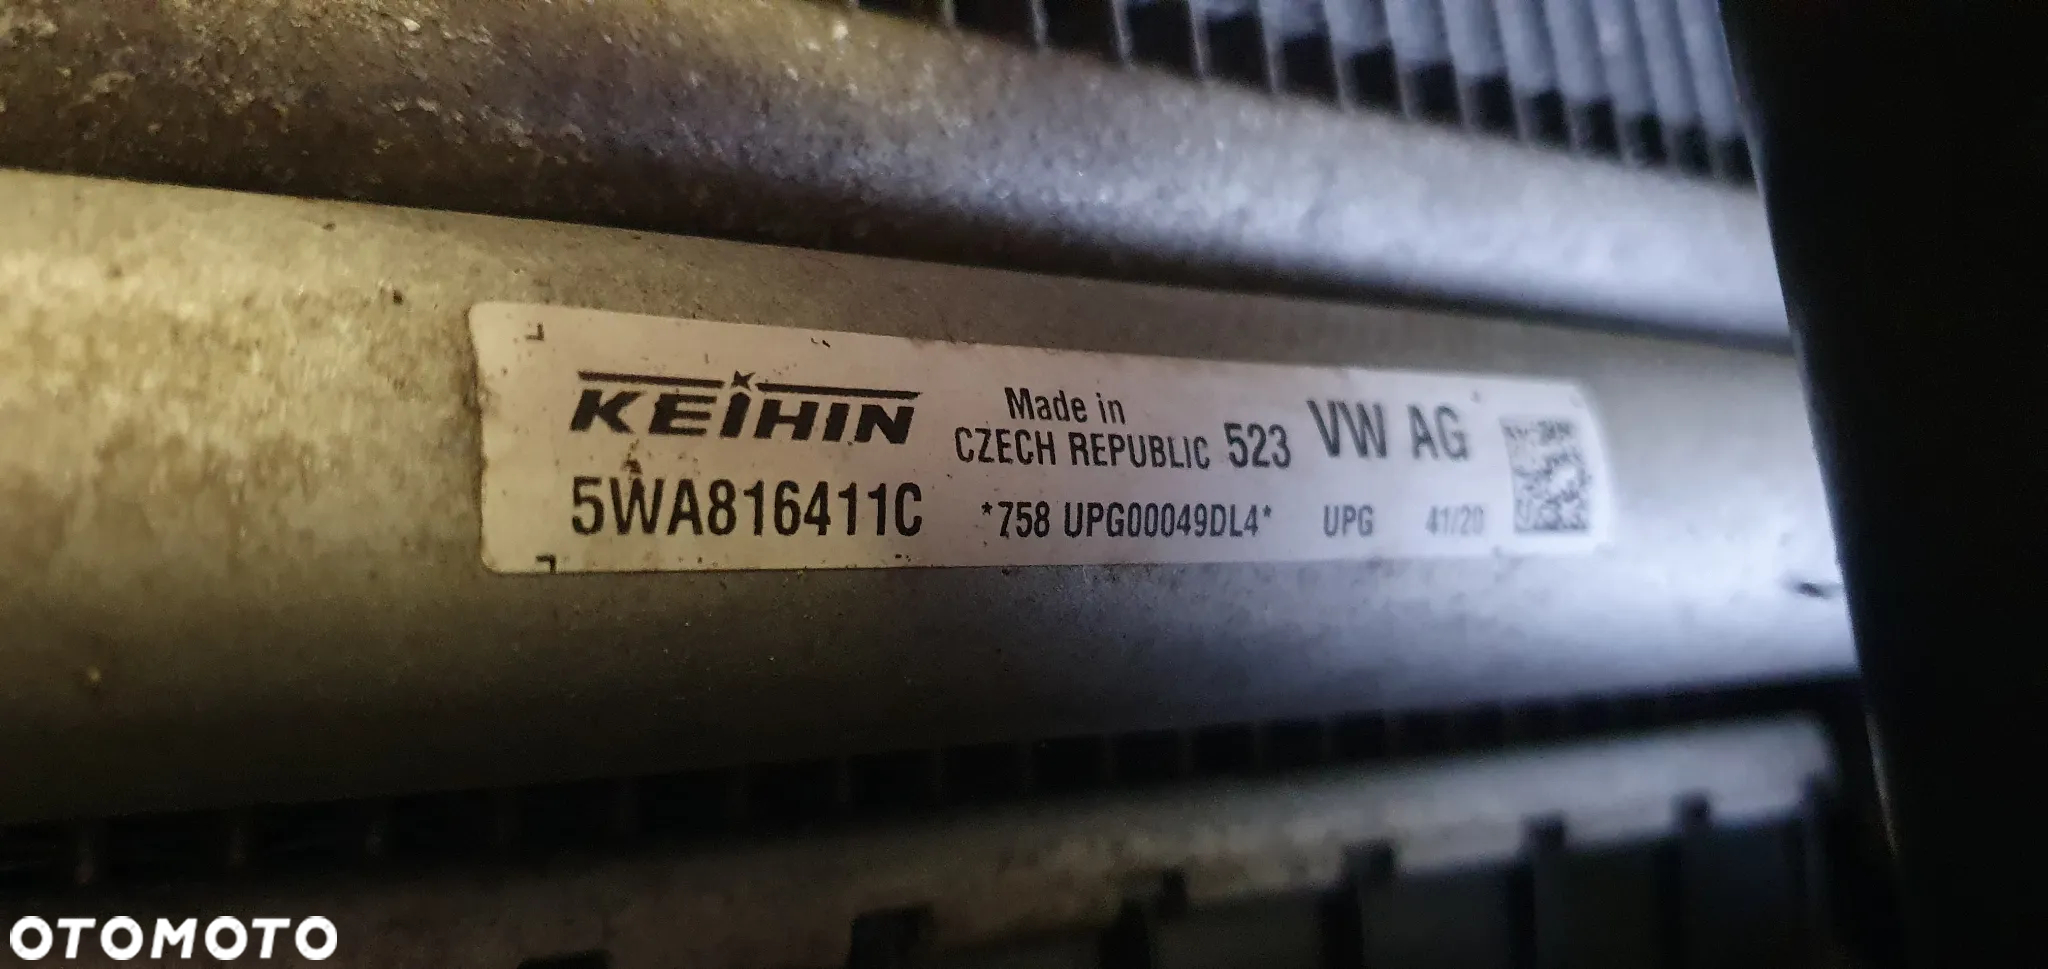 KEIHIN
Made in
CZECH REPUBLIC 523 VW AG
5WA816411C *758 UPG00049DL4* UPG 41/20
OTOMOTO